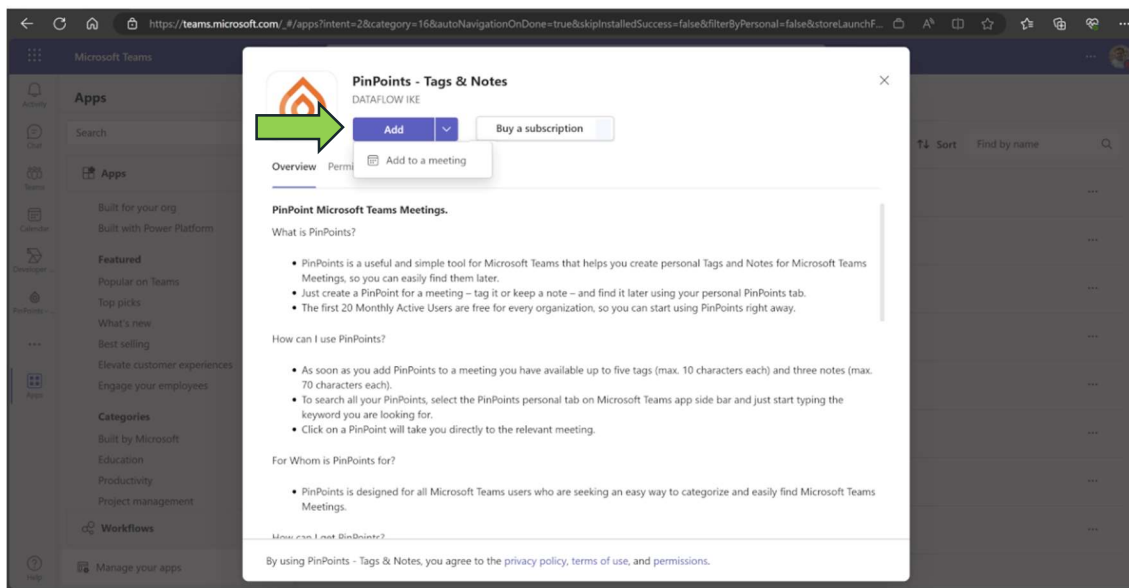 https://teams.microsoft.com/_#/apps?intent=2&category=16&autoNavigationOnDone=true&skipInstalledSuccess=false&filterByPersonal=false&storeLaunchF...
Microsoft Teams
Activity
Chat
Teams
Calendar
Developer ...
PinPoints - ...
Apps
Help
Apps
Search
Apps
Built for your org
Built with Power Platform
Featured
Popular on Teams
Top picks
What's new
Best selling
Elevate customer experiences
Engage your employees
Categories
Built by Microsoft
Education
Productivity
Project management
Workflows
Manage your apps
PinPoints - Tags & Notes
DATAFLOW IKE
Add
Buy a subscription
Add to a meeting
Overview Permi
PinPoint Microsoft Teams Meetings.
What is PinPoints?
• PinPoints is a useful and simple tool for Microsoft Teams that helps you create personal Tags and Notes for Microsoft Teams
Meetings, so you can easily find them later.
• Just create a PinPoint for a meeting – tag it or keep a note – and find it later using your personal PinPoints tab.
• The first 20 Monthly Active Users are free for every organization, so you can start using PinPoints right away.
How can I use PinPoints?
• As soon as you add PinPoints to a meeting you have available up to five tags (max. 10 characters each) and three notes (max.
70 characters each).
• To search all your PinPoints, select the PinPoints personal tab on Microsoft Teams app side bar and just start typing the
keyword you are looking for.
• Click on a PinPoint will take you directly to the relevant meeting.
For Whom is PinPoints for?
• PinPoints is designed for all Microsoft Teams users who are seeking an easy way to categorize and easily find Microsoft Teams
Meetings.
How can I get PinPoints?
By using PinPoints - Tags & Notes, you agree to the privacy policy, terms of use, and permissions.
Sort
Find by name